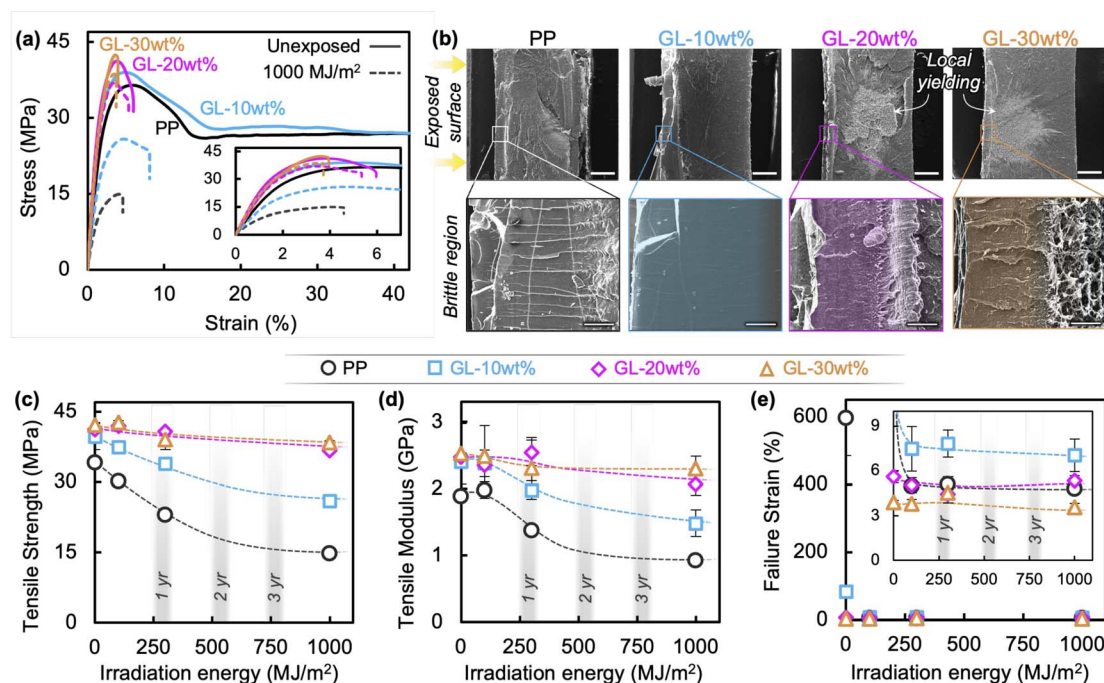 (a)
45
30
15
0
Stress (MPa)
GL-30wt%
GL-20wt%
GL-10wt%
PP
Unexposed
1000 MJ/m²
45
30
15
0
0 2 4 6
0 10 20 30 40
Strain (%)
(b)
PP GL-10wt% GL-20wt% GL-30wt%
Exposed
surface
Local
yielding
Brittle region
PP GL-10wt% GL-20wt% GL-30wt%
(c)
45
30
15
0
Tensile Strength (MPa)
1 yr 2 yr 3 yr
0 250 500 750 1000
Irradiation energy (MJ/m²)
(d)
3
2
1
0
Tensile Modulus (GPa)
1 yr 2 yr 3 yr
0 250 500 750 1000
Irradiation energy (MJ/m²)
(e)
600
400
200
0
Failure Strain (%)
9
6
3
0
1 yr 2 yr 3 yr
0 250 500 750 1000
0 250 500 750 1000
Irradiation energy (MJ/m²)